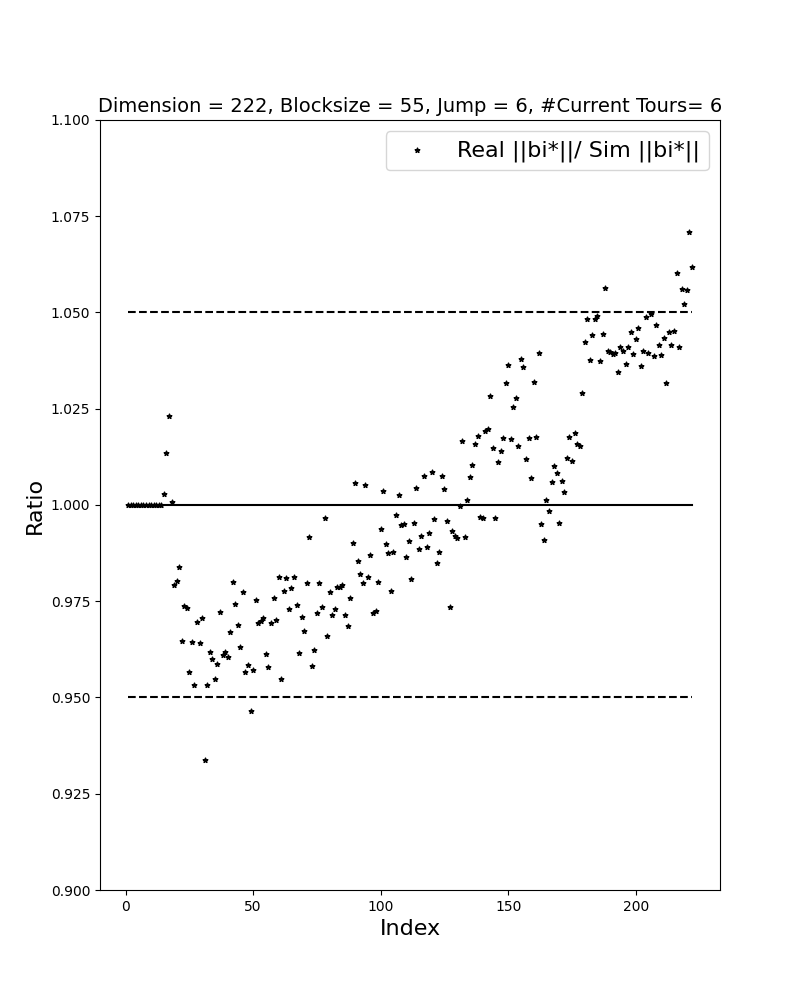 Dimension = 222, Blocksize = 55, Jump = 6, #Current Tours= 6
1.100
Real ||bi*||/ Sim ||bi*||
1.075
1.050
1.025
1.000
0.975
0.950
0.925
0.900
Ratio
0 50 100 150 200
Index